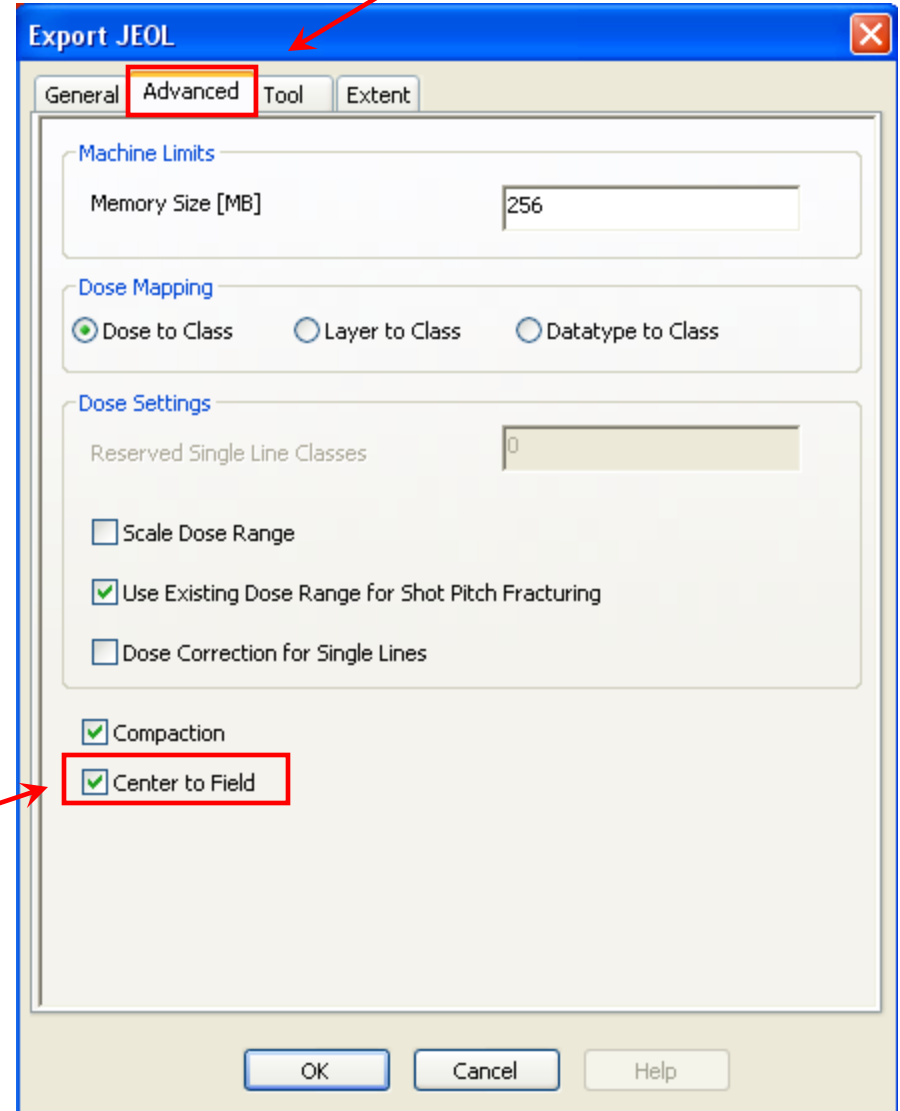 Export JEOL
General Advanced Tool Extent
Machine Limits
Memory Size [MB] 256
Dose Mapping
Dose to Class Layer to Class Datatype to Class
Dose Settings
Reserved Single Line Classes 0
Scale Dose Range
Use Existing Dose Range for Shot Pitch Fracturing
Dose Correction for Single Lines
Compaction
Center to Field
OK Cancel Help